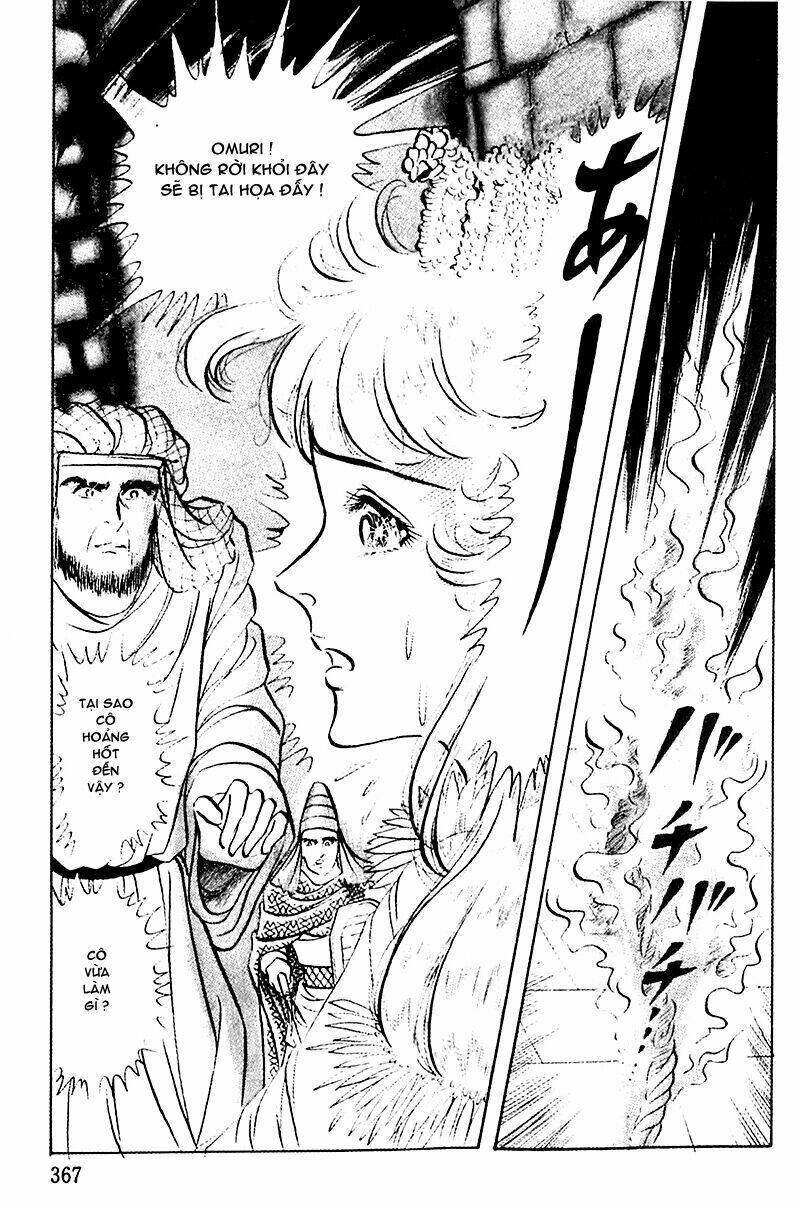 あー
バチバチ…
OMURI !
KHÔNG RỜI KHỎI ĐÂY
SẼ BỊ TAI HỌA ĐẤY !
TẠI SAO
CÔ
HOẢNG
HỐT
ĐẾN
VẬY ?
CÔ
VỪA
LÀM
GÌ ?
367